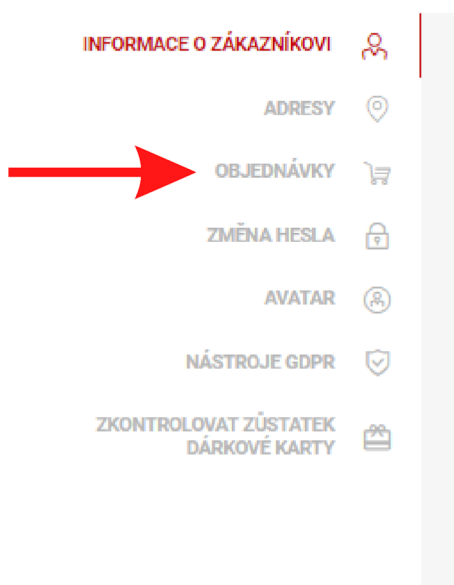 INFORMACE O ZÁKAZNÍKOVI
ADRESY
OBJEDNÁVKY
ZMĚNA HESLA
AVATAR
NÁSTROJE GDPR
ZKONTROLOVAT ZŮSTATEK
DÁRKOVÉ KARTY